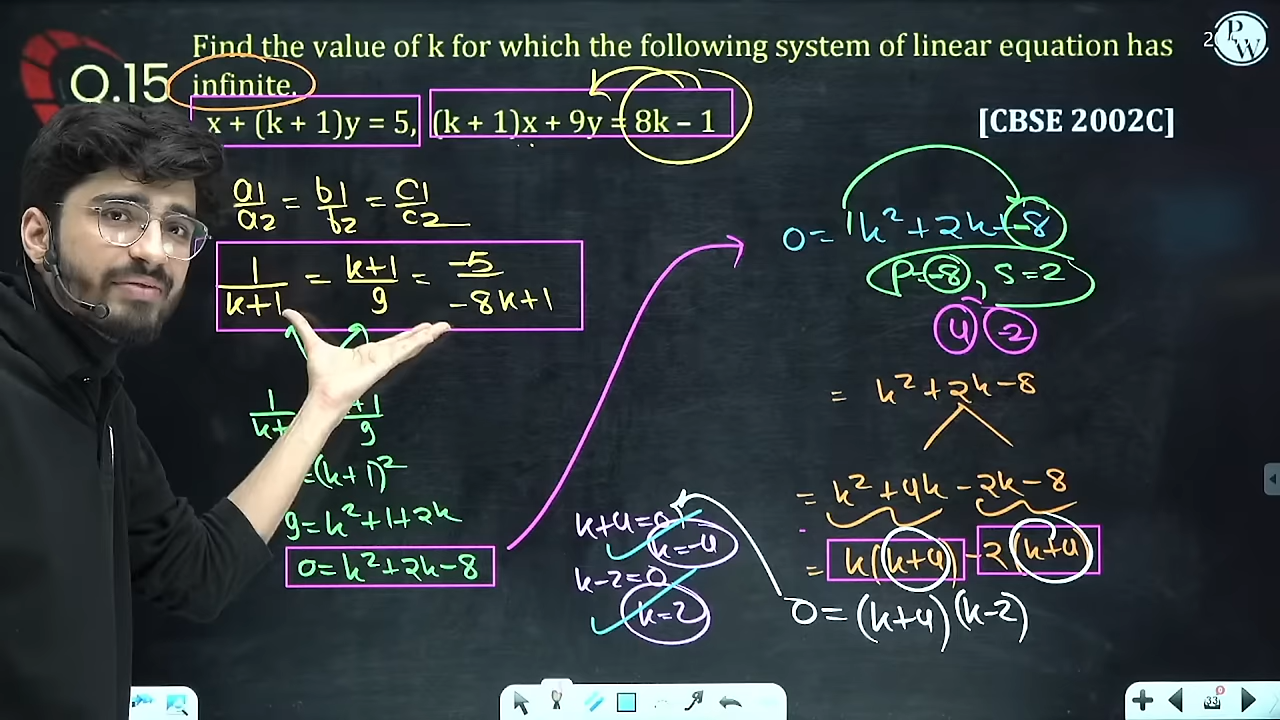 Find the value of k for which the following system of linear equation has
Q.15 infinite.
x + (k + 1)y = 5, (k + 1)x + 9y = 8k – 1
[CBSE 2002C]
PW
a1/a2 = b1/b2 = c1/c2
1/(k+1) = (k+1)/9 = -5/(-8k+1)
=(k+1)²
9=k²+1+2k
0=k²+2k-8
0= 1k²+2k+-8
P=-8, S=2
4 -2
= k²+2k-8
= k²+4k-2k-8
= k(k+4)-2(k+4)
0=(k+4)(k-2)
k+4=0
k=-4
k-2=0
k=2
33